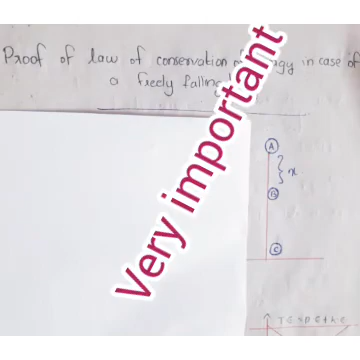 Proof of law of conservation of energy in case of
a freely falling
Very important
A
x
B
C